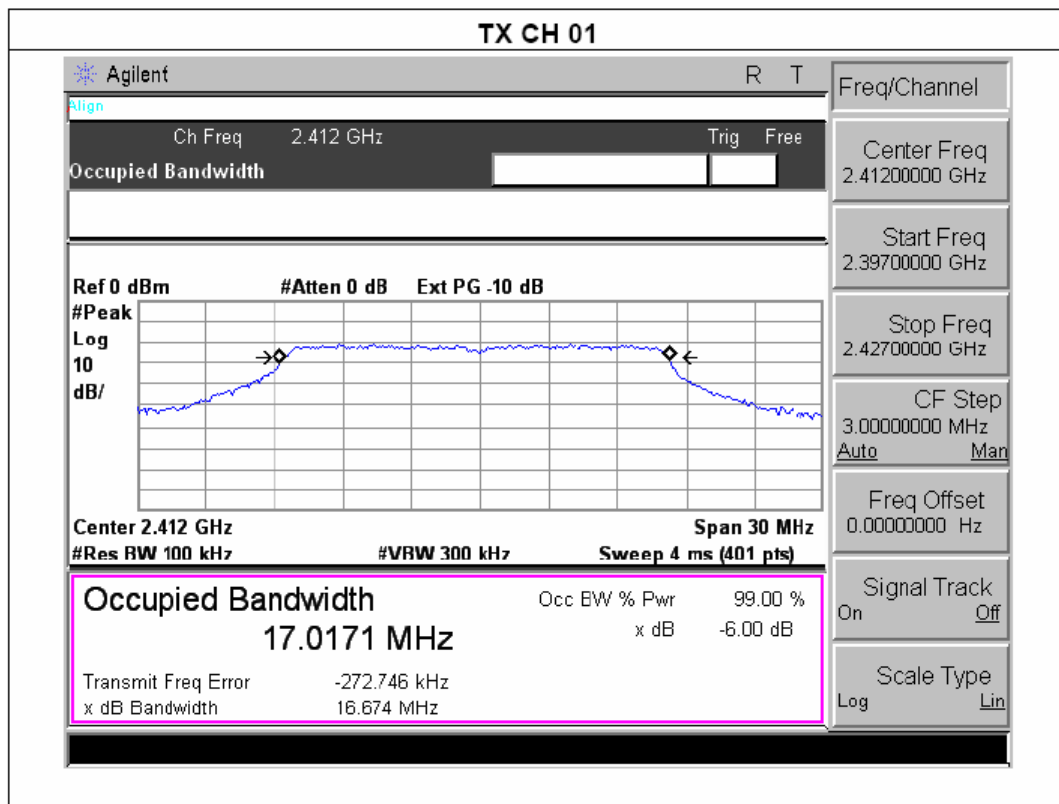 TX CH 01
Agilent R T
Align
Ch Freq 2.412 GHz Trig Free
Occupied Bandwidth
Ref 0 dBm #Atten 0 dB Ext PG -10 dB
#Peak
Log
10
dB/
Center 2.412 GHz Span 30 MHz
#Res BW 100 kHz #VBW 300 kHz Sweep 4 ms (401 pts)
Occupied Bandwidth
17.0171 MHz
Occ BW % Pwr 99.00 %
x dB -6.00 dB
Transmit Freq Error -272.746 kHz
x dB Bandwidth 16.674 MHz
Freq/Channel
Center Freq
2.41200000 GHz
Start Freq
2.39700000 GHz
Stop Freq
2.42700000 GHz
CF Step
3.00000000 MHz
Auto Man
Freq Offset
0.00000000 Hz
Signal Track
On Off
Scale Type
Log Lin